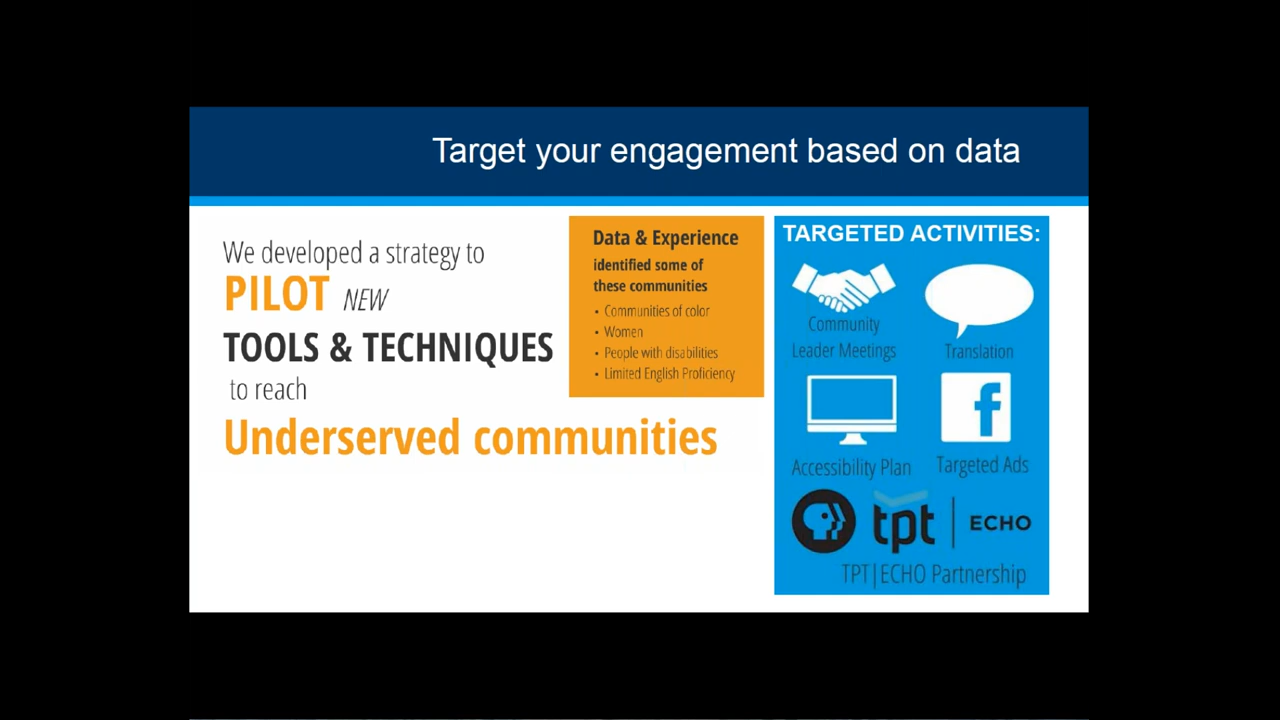 Target your engagement based on data
We developed a strategy to
PILOT NEW
TOOLS & TECHNIQUES
to reach
Underserved communities
Data & Experience
identified some of
these communities
• Communities of color
• Women
• People with disabilities
• Limited English Proficiency
TARGETED ACTIVITIES:
Community
Leader Meetings
Translation
Accessibility Plan
Targeted Ads
tpt | ECHO
TPT|ECHO Partnership